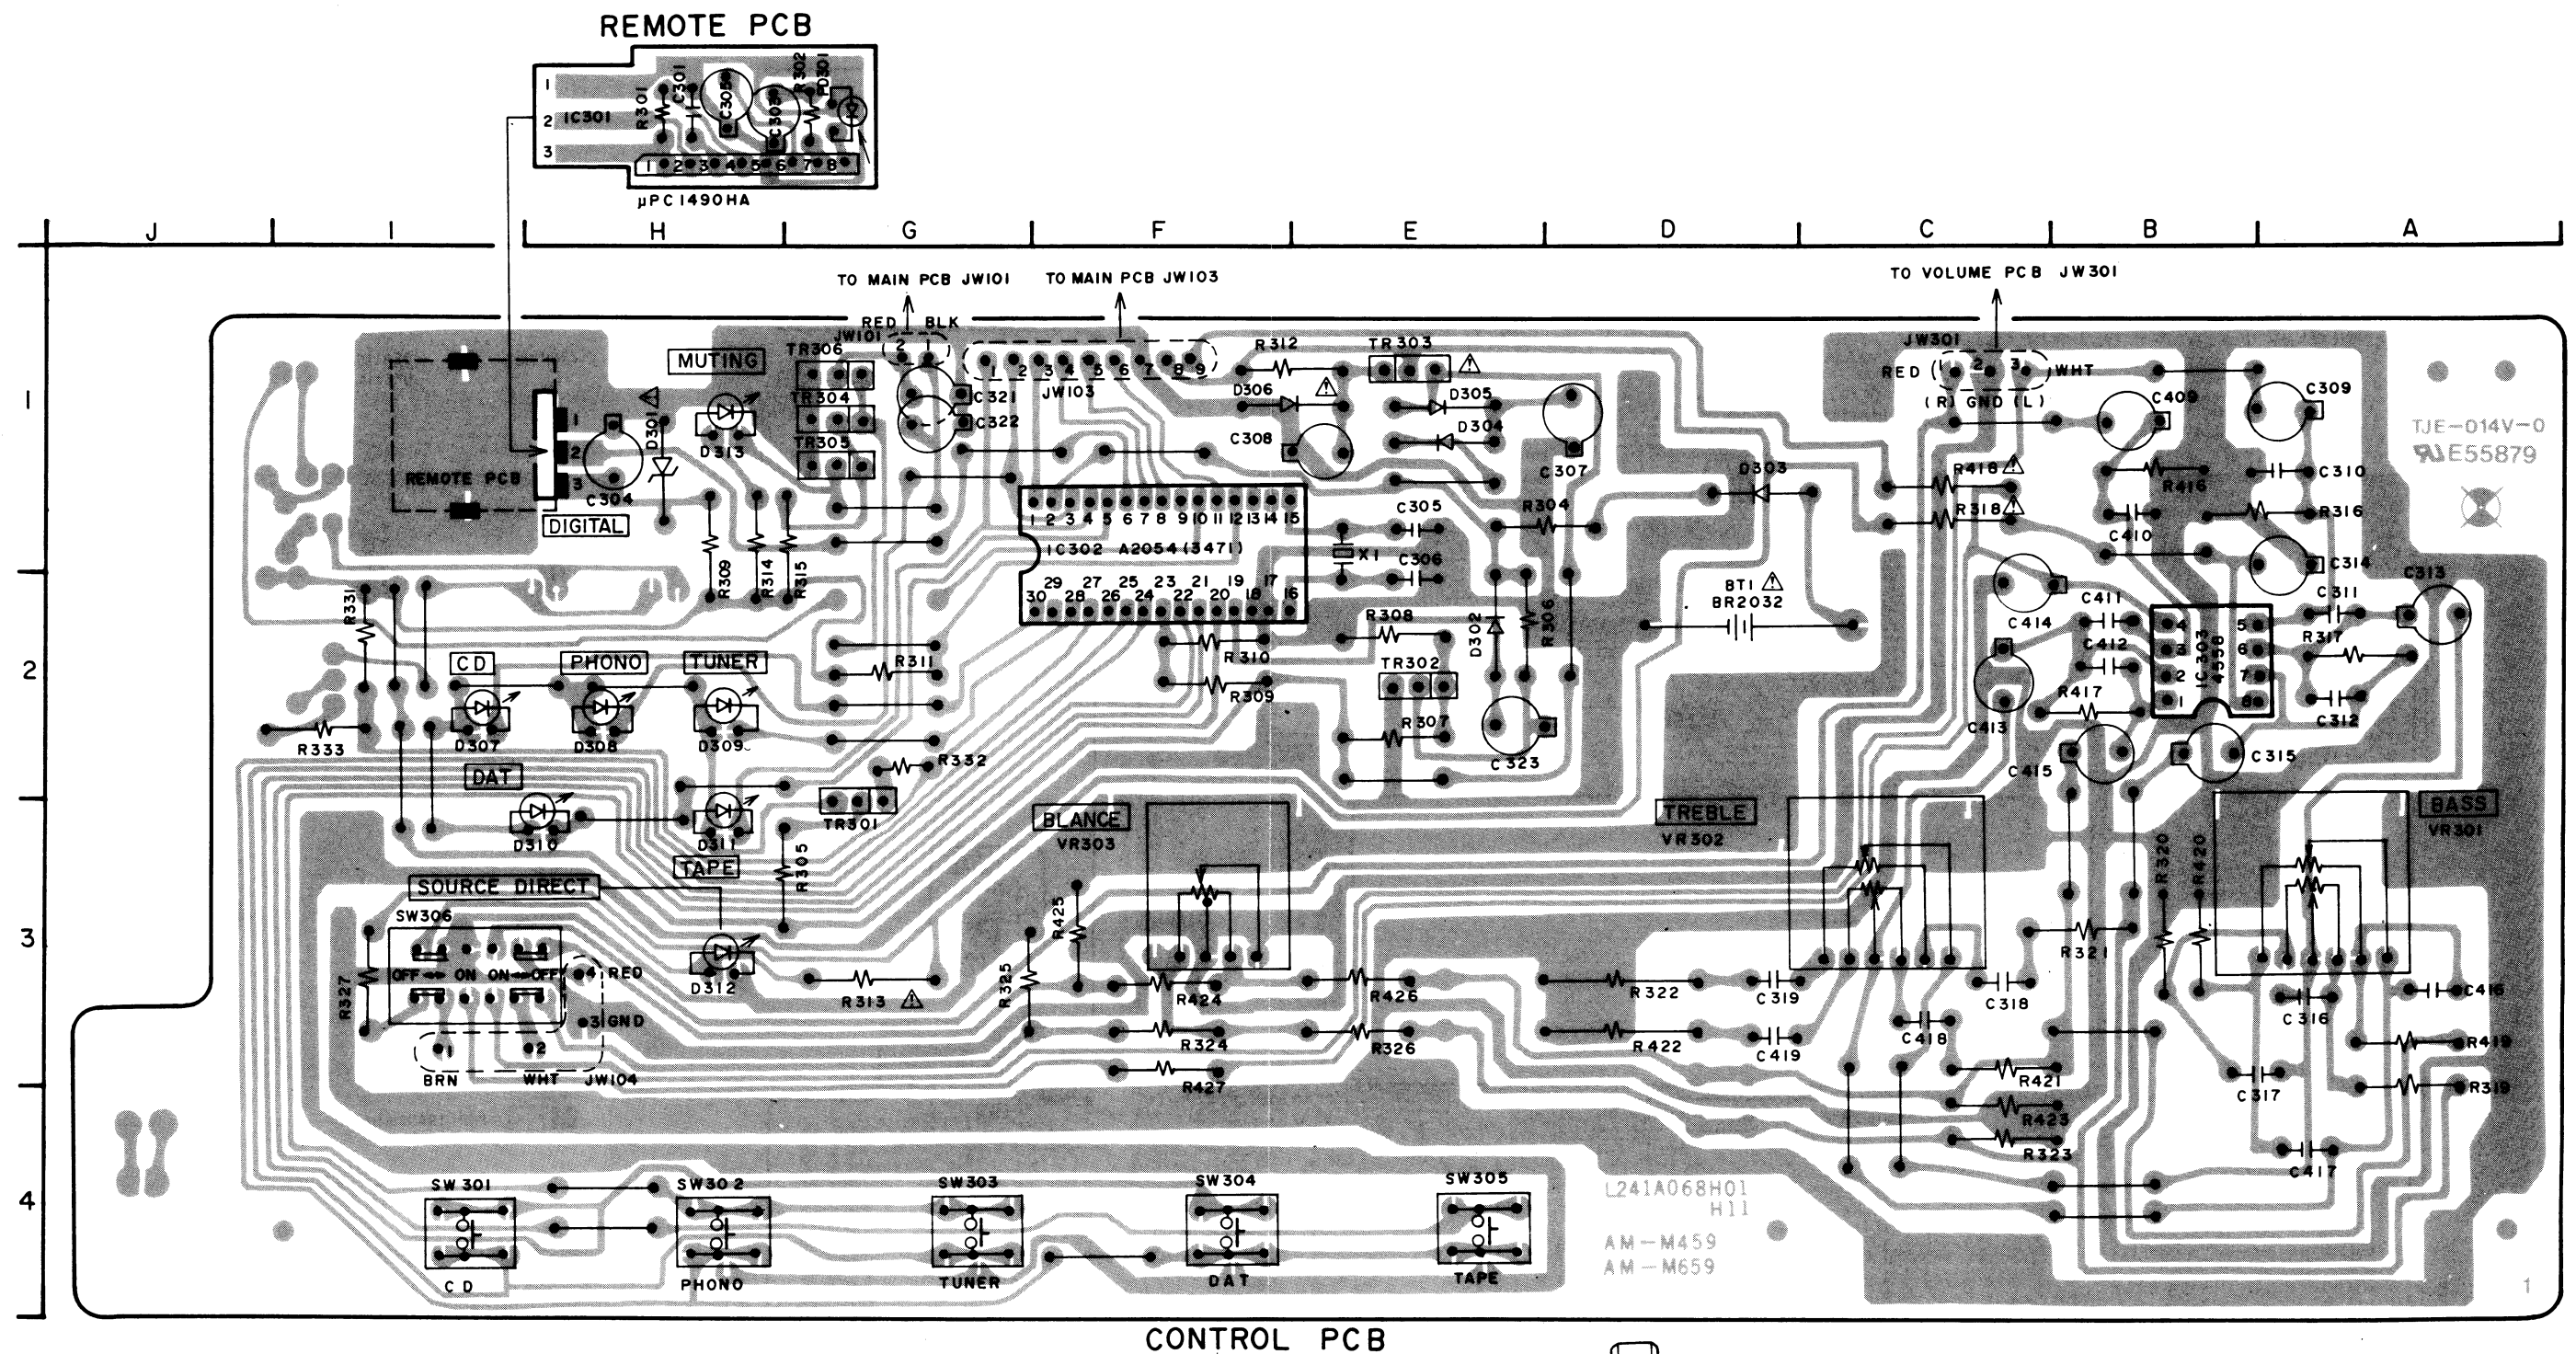 REMOTE PCB
1
2 IC301
3
R301
C301
C305
C303
R302
PD301
1 2 3 4 5 6 7 8
µPC1490HA
J I H G F E D C B A
TO MAIN PCB JW101 TO MAIN PCB JW103 TO VOLUME PCB JW301
RED BLK
JW101
2 1
MUTING
TR306
R312
TR303
JW301
1 2 3 4 5 6 7 8 9
JW103
RED 1 2 3 WHT
(R) GND (L)
1
TR304
C321
D306
D305
C409
C309
D301
D313
TR305
C322
C308
D304
C307
TJE-014V-0
E55879
REMOTE PCB
1
2
3
C304
DIGITAL
D303
R418
R416
C310
1 2 3 4 5 6 7 8 9 10 11 12 13 14 15
C305
R304
R318
C410
R316
IC302 A2054(3471)
X1
C306
C314
C313
R309
R314
R315
29 27 25 23 21 19 17
30 28 26 24 22 20 18 16
BT1
BR2032
R331
R308
D302
R306
C414
C411
C311
2
4 5
3 6
2 7
1 8
IC303
4558
R317
C412
CD
PHONO
TUNER
R311
R310
TR302
R309
R307
R417
C312
C413
R333
D307
D308
D309
R332
C323
C415
C315
DAT
D310
D311
TR301
BLANCE
VR303
TREBLE
VR302
BASS
VR301
TAPE
R305
R320
R420
SOURCE DIRECT
SW306
R425
3
OFF ON ON OFF
4 RED
3 GND
R327
D312
R313
R325
R424
R426
R322
C319
C318
R321
C316
C416
R324
R326
R422
C419
C418
R419
1 2
BRN WHT JW104
R427
R421
C317
R319
R423
R323
C417
4
SW301 SW302 SW303 SW304 SW305
L241A068H01
H11
AM-M459
AM-M659
CD PHONO TUNER DAT TAPE
1
CONTROL PCB